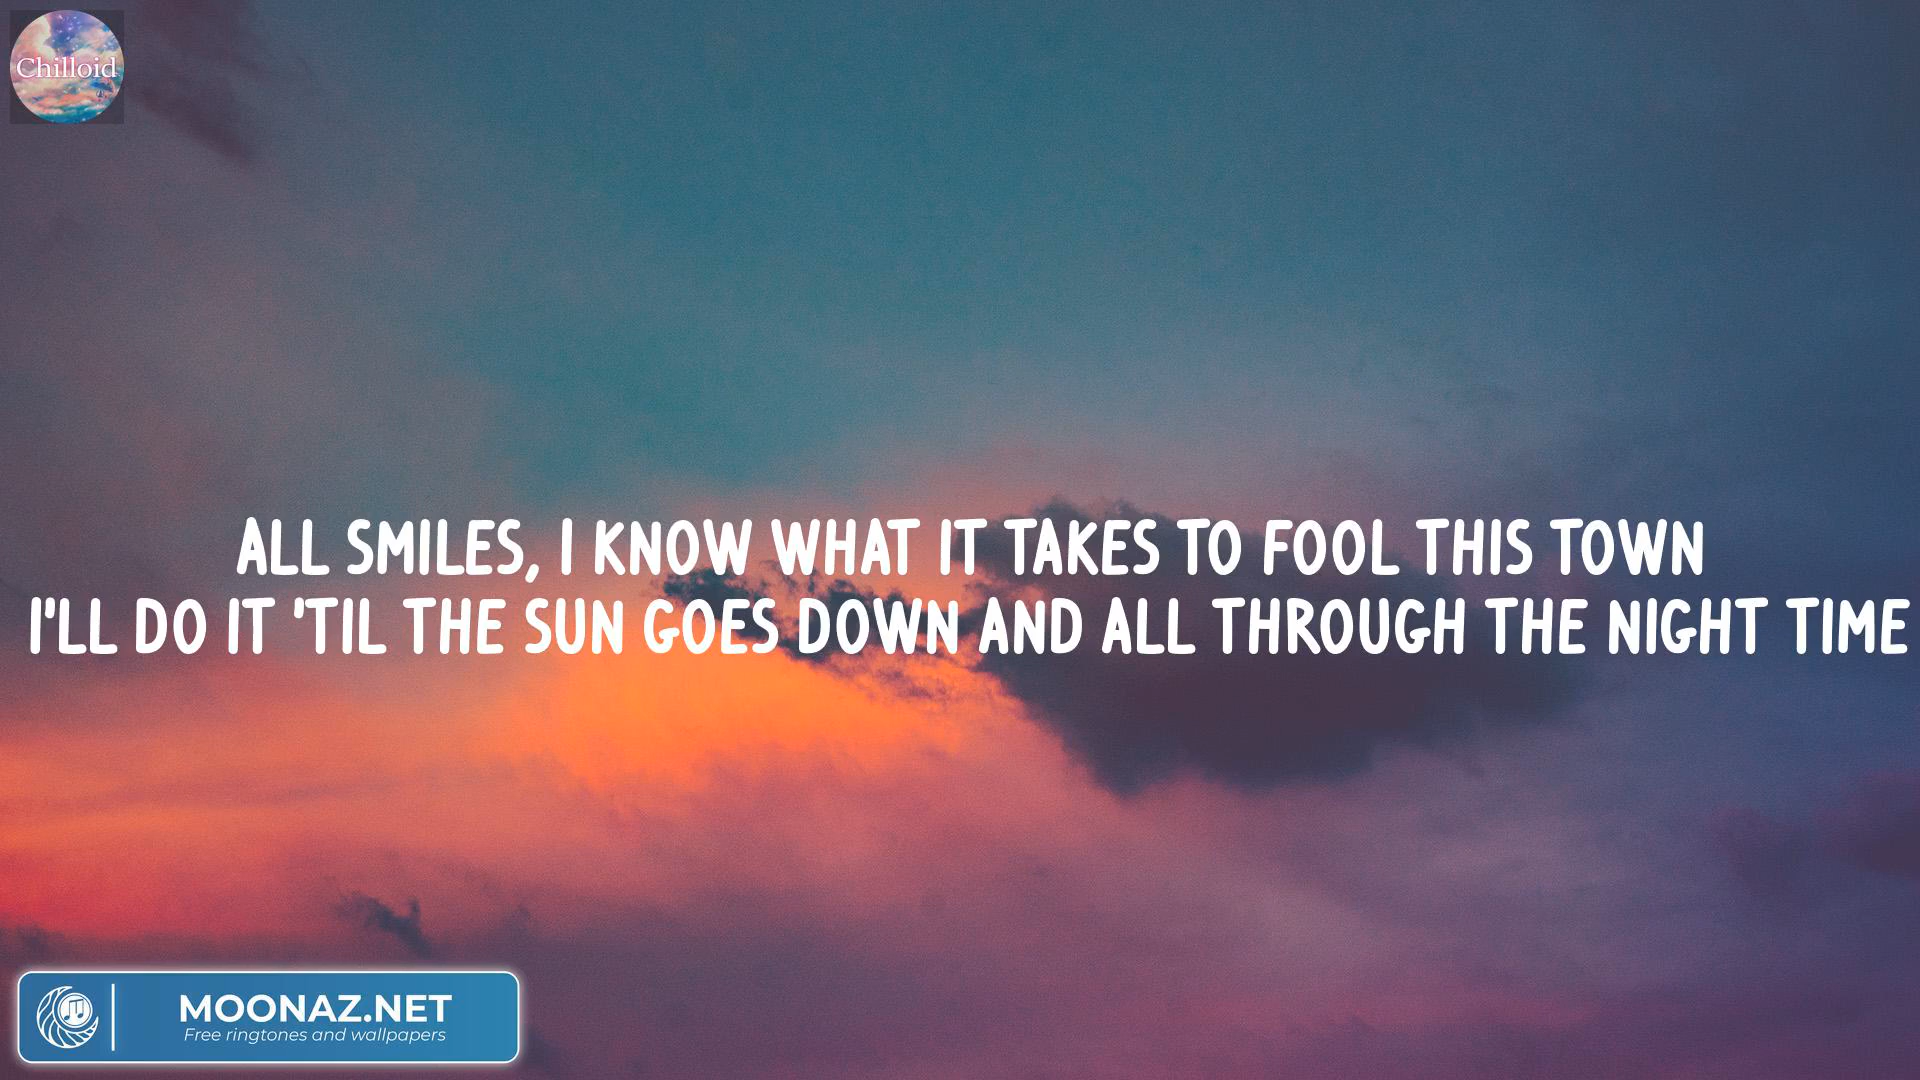 Chilloid
ALL SMILES, I KNOW WHAT IT TAKES TO FOOL THIS TOWN
I'LL DO IT 'TIL THE SUN GOES DOWN AND ALL THROUGH THE NIGHT TIME
MOONAZ.NET
Free ringtones and wallpapers